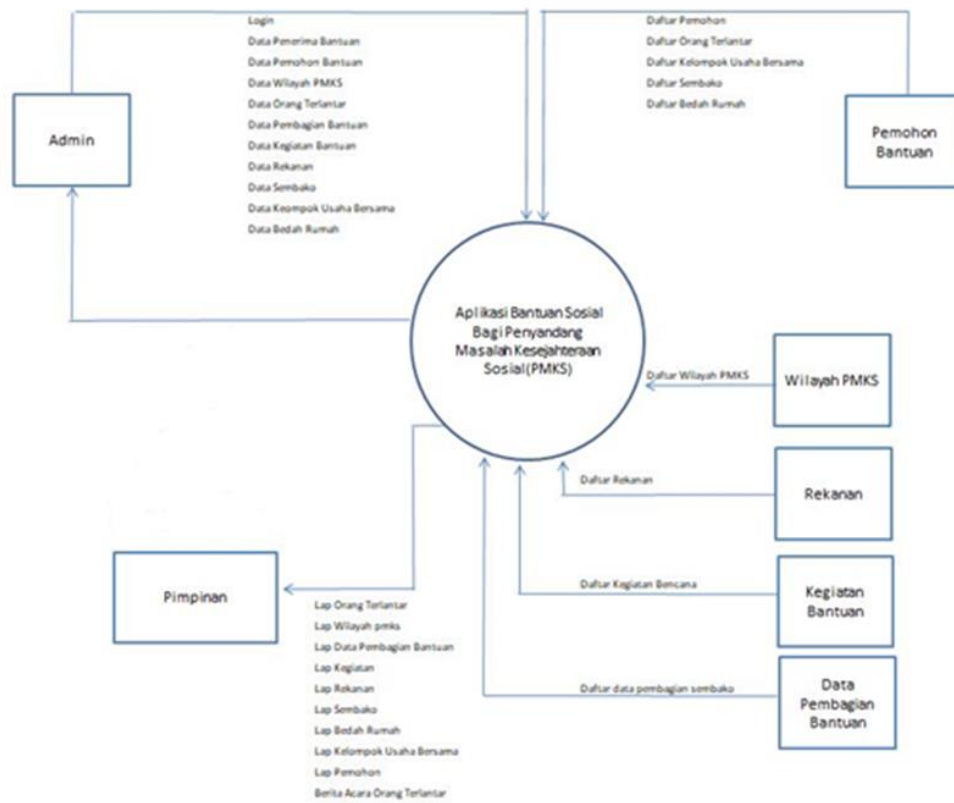 Login
Data Penerima Bantuan
Data Pemohon Bantuan
Data Wilayah PMKS
Data Orang Terlantar
Data Pembagian Bantuan
Data Kegiatan Bantuan
Data Rekanan
Data Sembako
Data Keompok Usaha Bersama
Data Bedah Rumah
Daftar Pemohon
Daftar Orang Terlantar
Daftar Kelompok Usaha Bersama
Daftar Sembako
Daftar Bedah Rumah
Admin
Pemohon
Bantuan
Aplikasi Bantuan Sosial
Bagi Penyandang
Masalah Kesejahteraan
Sosial(PMKS)
Daftar Wilayah PMKS
Wilayah PMKS
Daftar Rekanan
Rekanan
Daftar Kegiatan Bencana
Kegiatan
Bantuan
Daftar data pembagian sembako
Data
Pembagian
Bantuan
Pimpinan
Lap Orang Terlantar
Lap Wilayah pmks
Lap Data Pembagian Bantuan
Lap Kegiatan
Lap Rekanan
Lap Sembako
Lap Bedah Rumah
Lap Kelompok Usaha Bersama
Lap Pemohon
Berita Acara Orang Terlantar